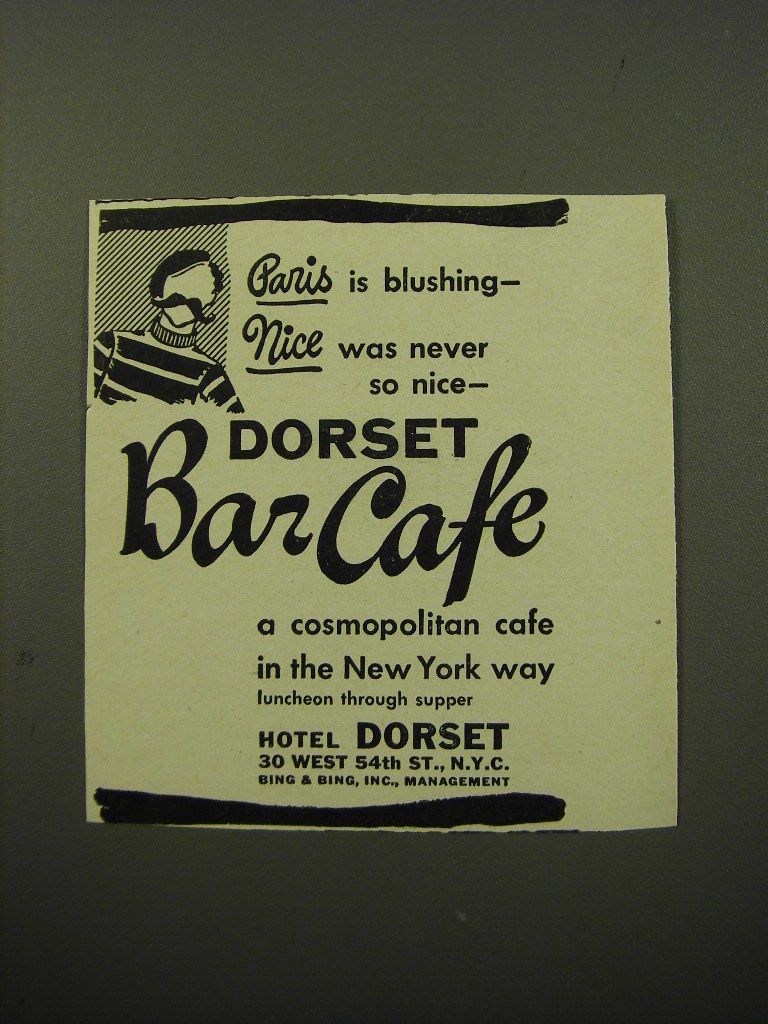 Paris is blushing—
Nice was never
so nice—
DORSET
Bar Cafe
a cosmopolitan cafe
in the New York way
luncheon through supper
HOTEL DORSET
30 WEST 54th ST., N.Y.C.
BING & BING, INC., MANAGEMENT